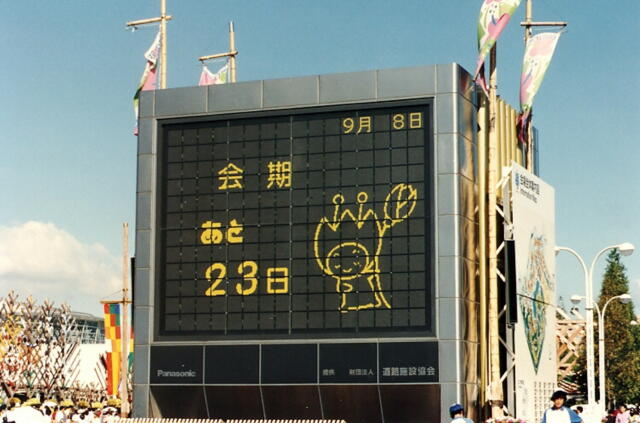 9月 8日
会期
あと
23日
Panasonic 提供 財団法人 道路施設協会